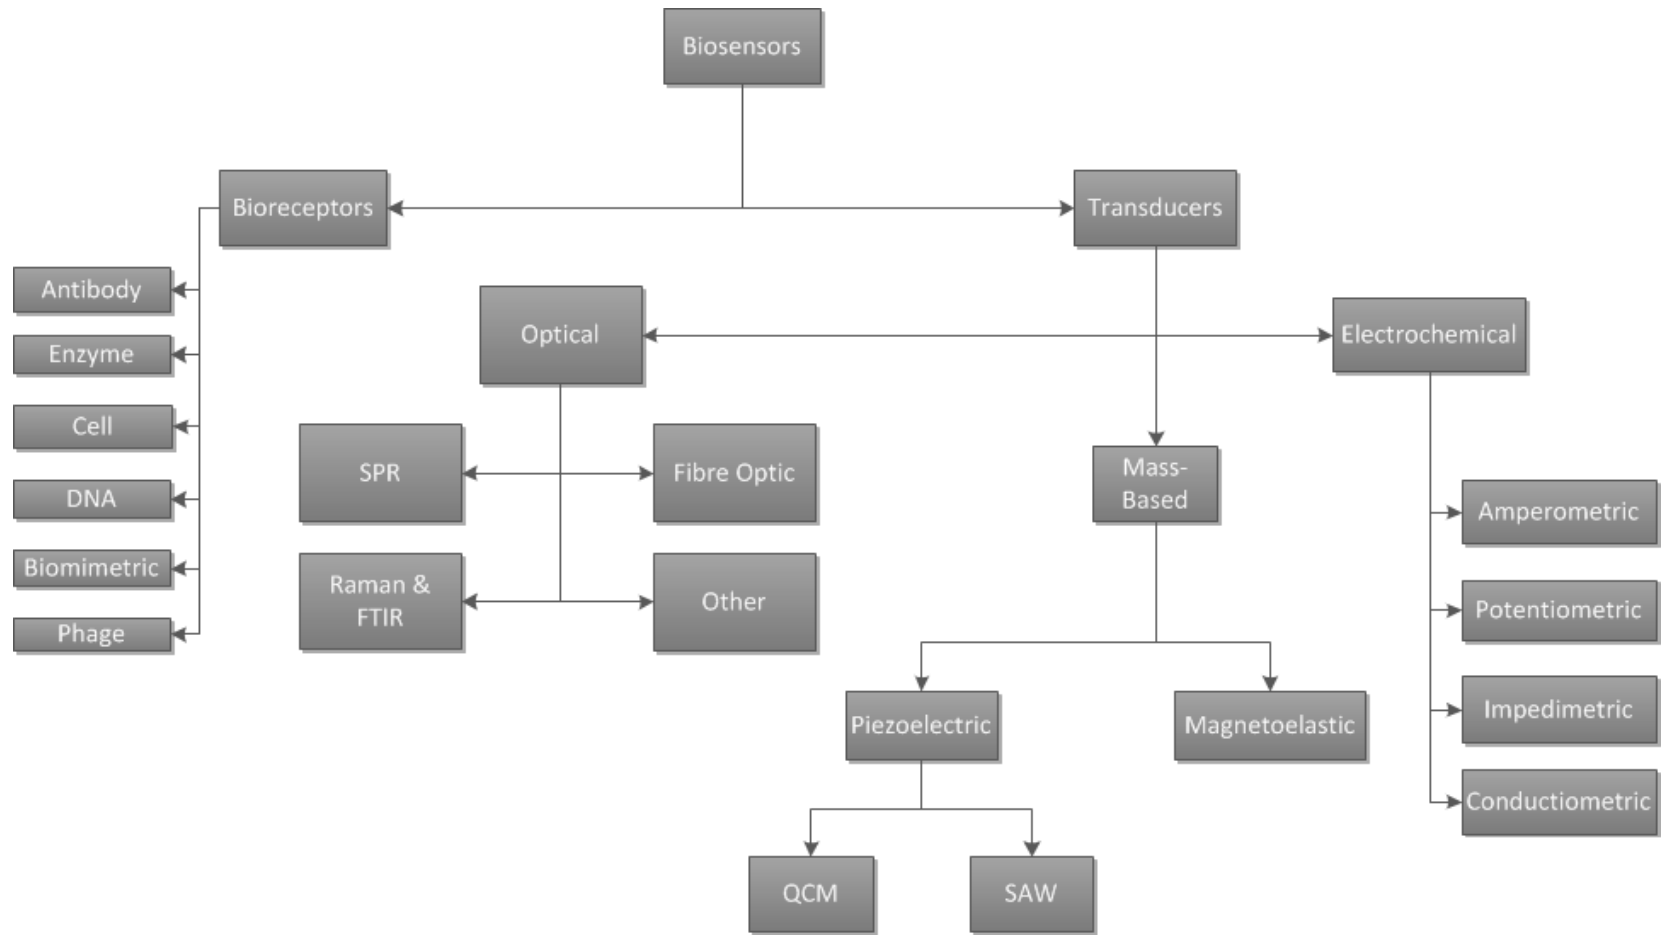 Biosensors
Bioreceptors
Transducers
Antibody
Enzyme
Cell
DNA
Biomimetric
Phage
Optical
Electrochemical
SPR
Fibre Optic
Raman &
FTIR
Other
Mass-
Based
Amperometric
Potentiometric
Impedimetric
Conductiometric
Piezoelectric
Magnetoelastic
QCM
SAW